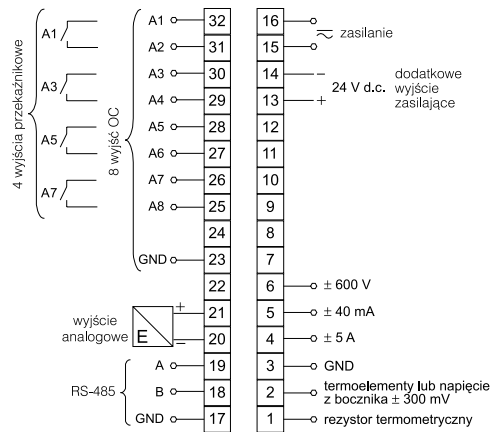 A1
A3
A5
A7
4 wyjścia przekaźnikowe
8 wyjść OC
A1 32
A2 31
A3 30
A4 29
A5 28
A6 27
A7 26
A8 25
24
GND 23
22
wyjście
analogowe
E
+ 21
− 20
RS-485
A 19
B 18
GND 17
16
15
zasilanie
14 −
13 +
24 V d.c.
dodatkowe
wyjście
zasilające
12
11
10
9
8
7
6 ± 600 V
5 ± 40 mA
4 ± 5 A
3 GND
2 termoelementy lub napięcie
z bocznika ± 300 mV
1 rezystor termometryczny